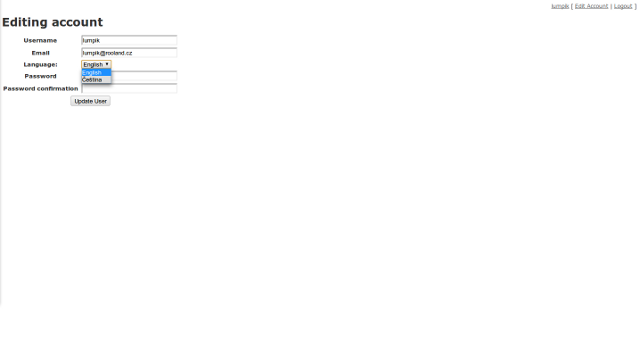 lumpik [ Edit Account | Logout ]
Editing account
Username lumpik
Email lumpik@rooland.cz
Language: English
English
Password
Čeština
Password confirmation
Update User